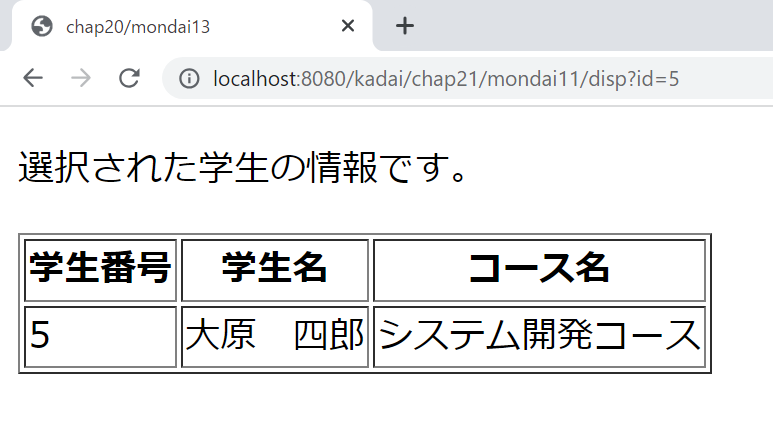 chap20/mondai13
localhost:8080/kadai/chap21/mondai11/disp?id=5
選択された学生の情報です。
学生番号 学生名 コース名
5 大原　四郎 システム開発コース